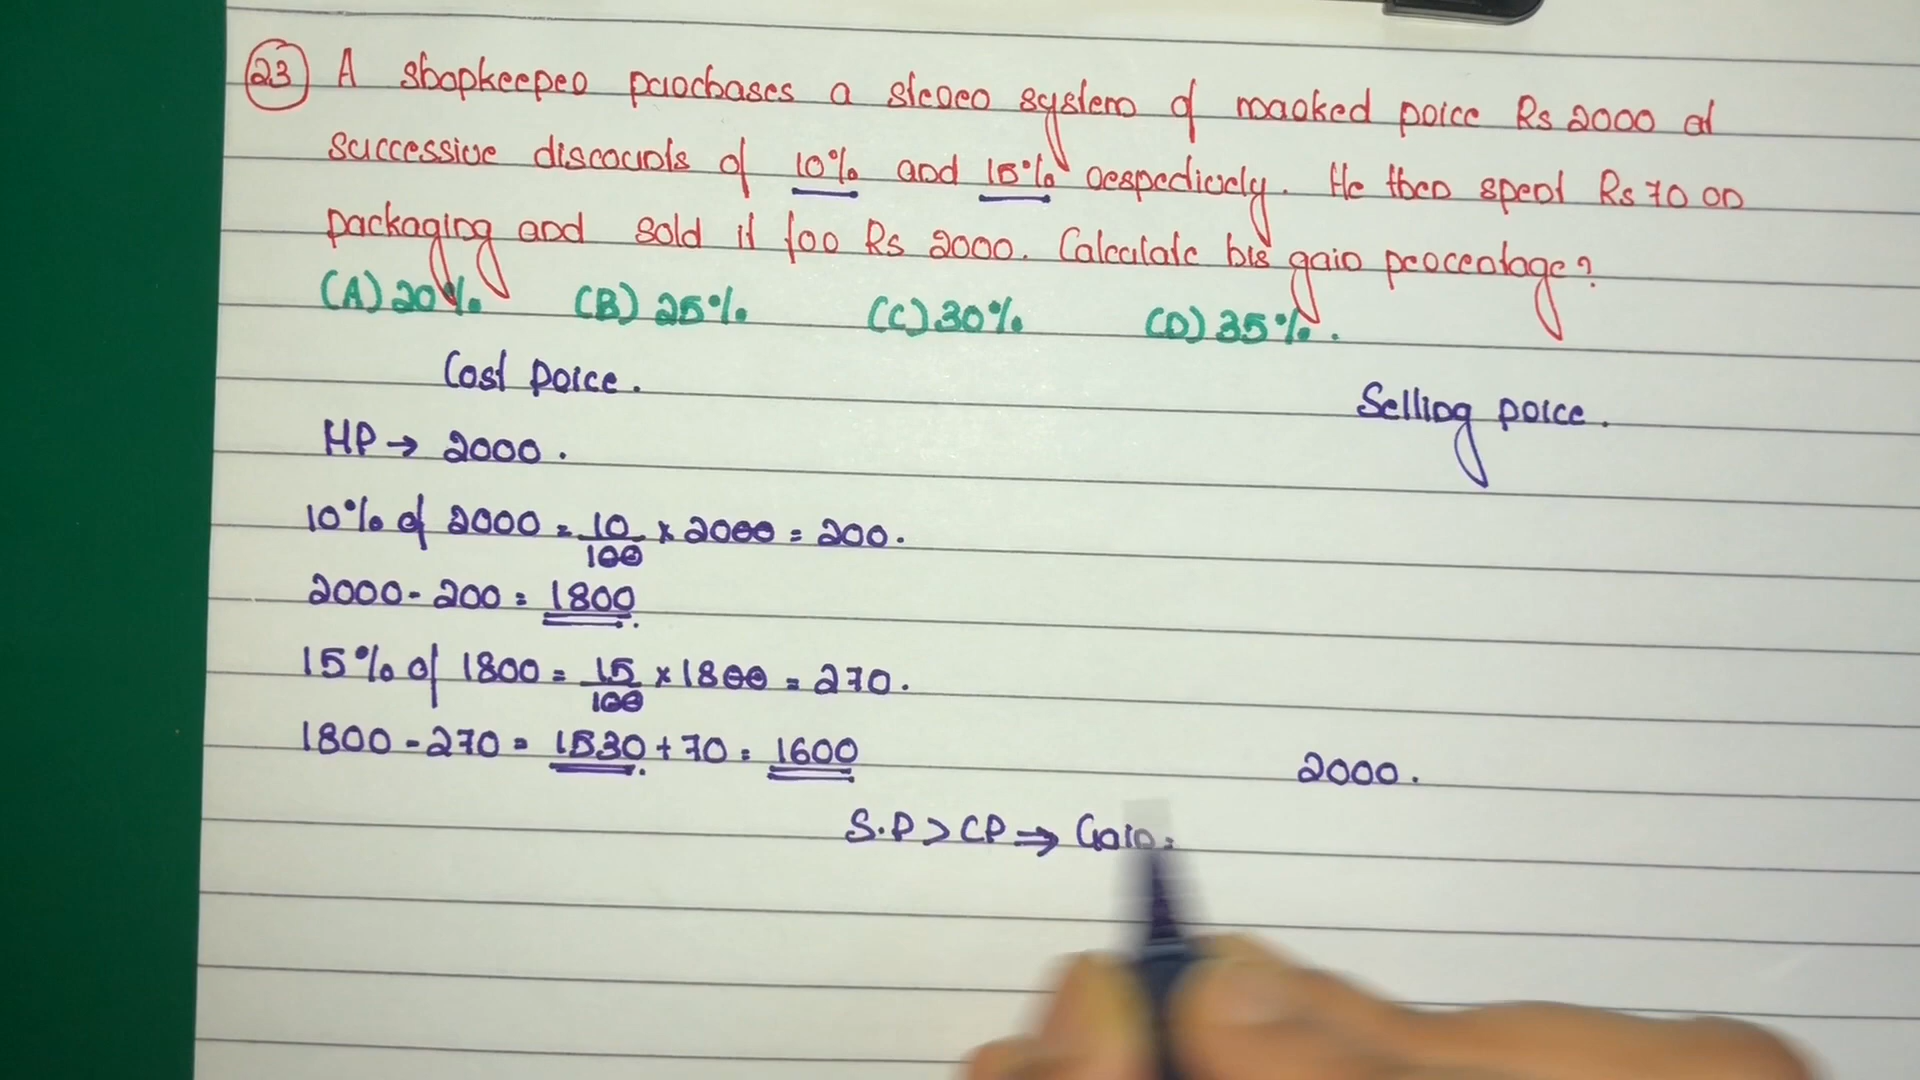 23 A shopkeeper purchases a stereo system of marked price Rs 2000 at
successive discounts of 10% and 15% respectively. He then spent Rs 70 on
packaging and sold it for Rs 2000. Calculate his gain percentage?
(A) 20% (B) 25% (C) 30% (D) 35%.
Cost price. Selling price.
MP → 2000.
10% of 2000 = 10/100 × 2000 = 200.
2000 - 200 = 1800.
15% of 1800 = 15/100 × 1800 = 270.
1800 - 270 = 1530. + 70 = 1600 2000.
S.P > CP ⇒ Gain.